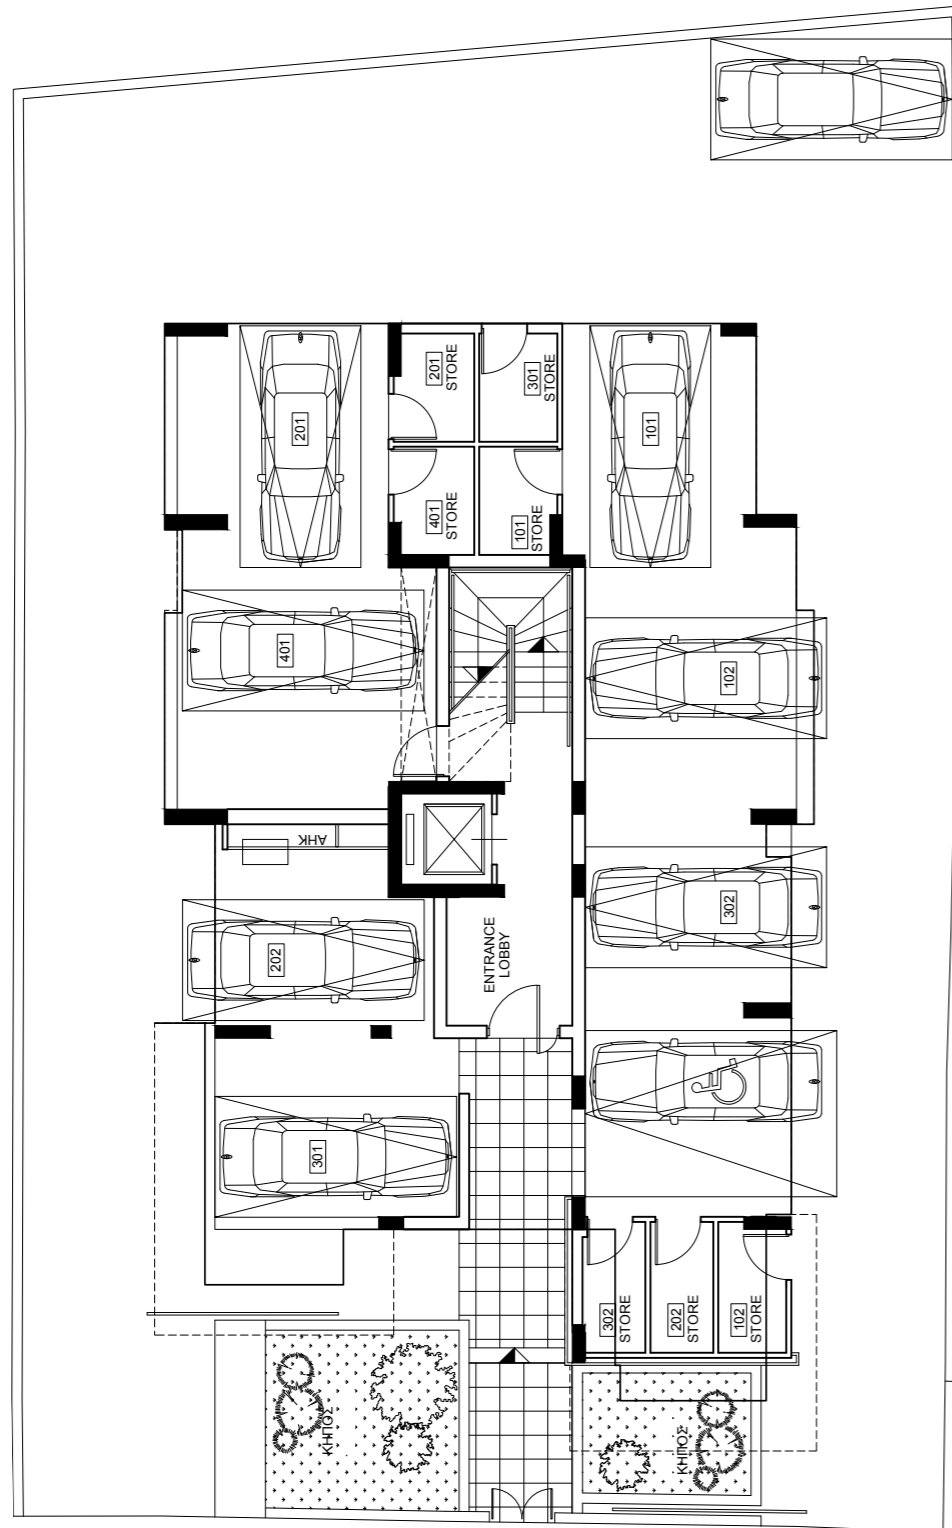 201
201
STORE
301
STORE
101
401
STORE
101
STORE
401
102
AHK
202
ENTRANCE
LOBBY
302
301
302
STORE
202
STORE
102
STORE
ΚΗΠΟΣ
ΚΗΠΟΣ